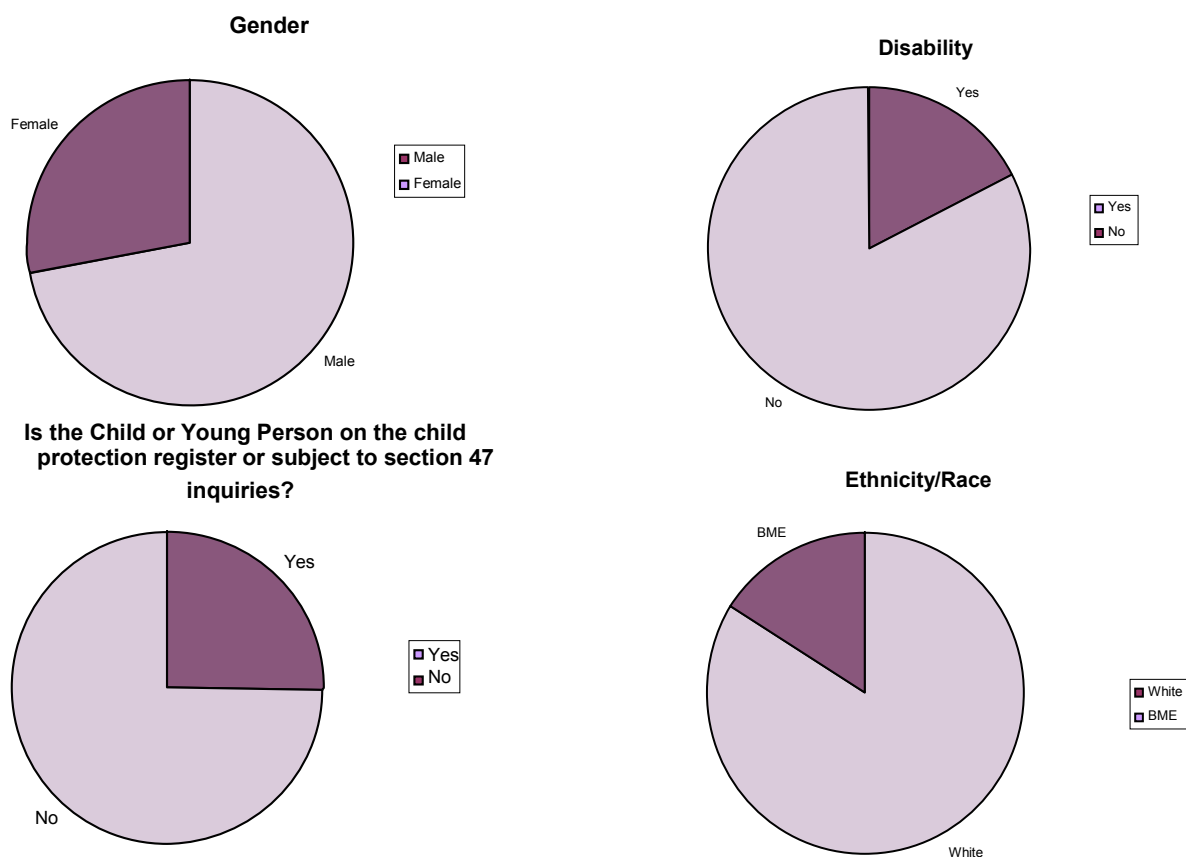 Gender
Female
Male
Male
Female
Disability
Yes
No
Yes
No
Is the Child or Young Person on the child
protection register or subject to section 47
inquiries?
Yes
No
Yes
No
Ethnicity/Race
BME
White
White
BME